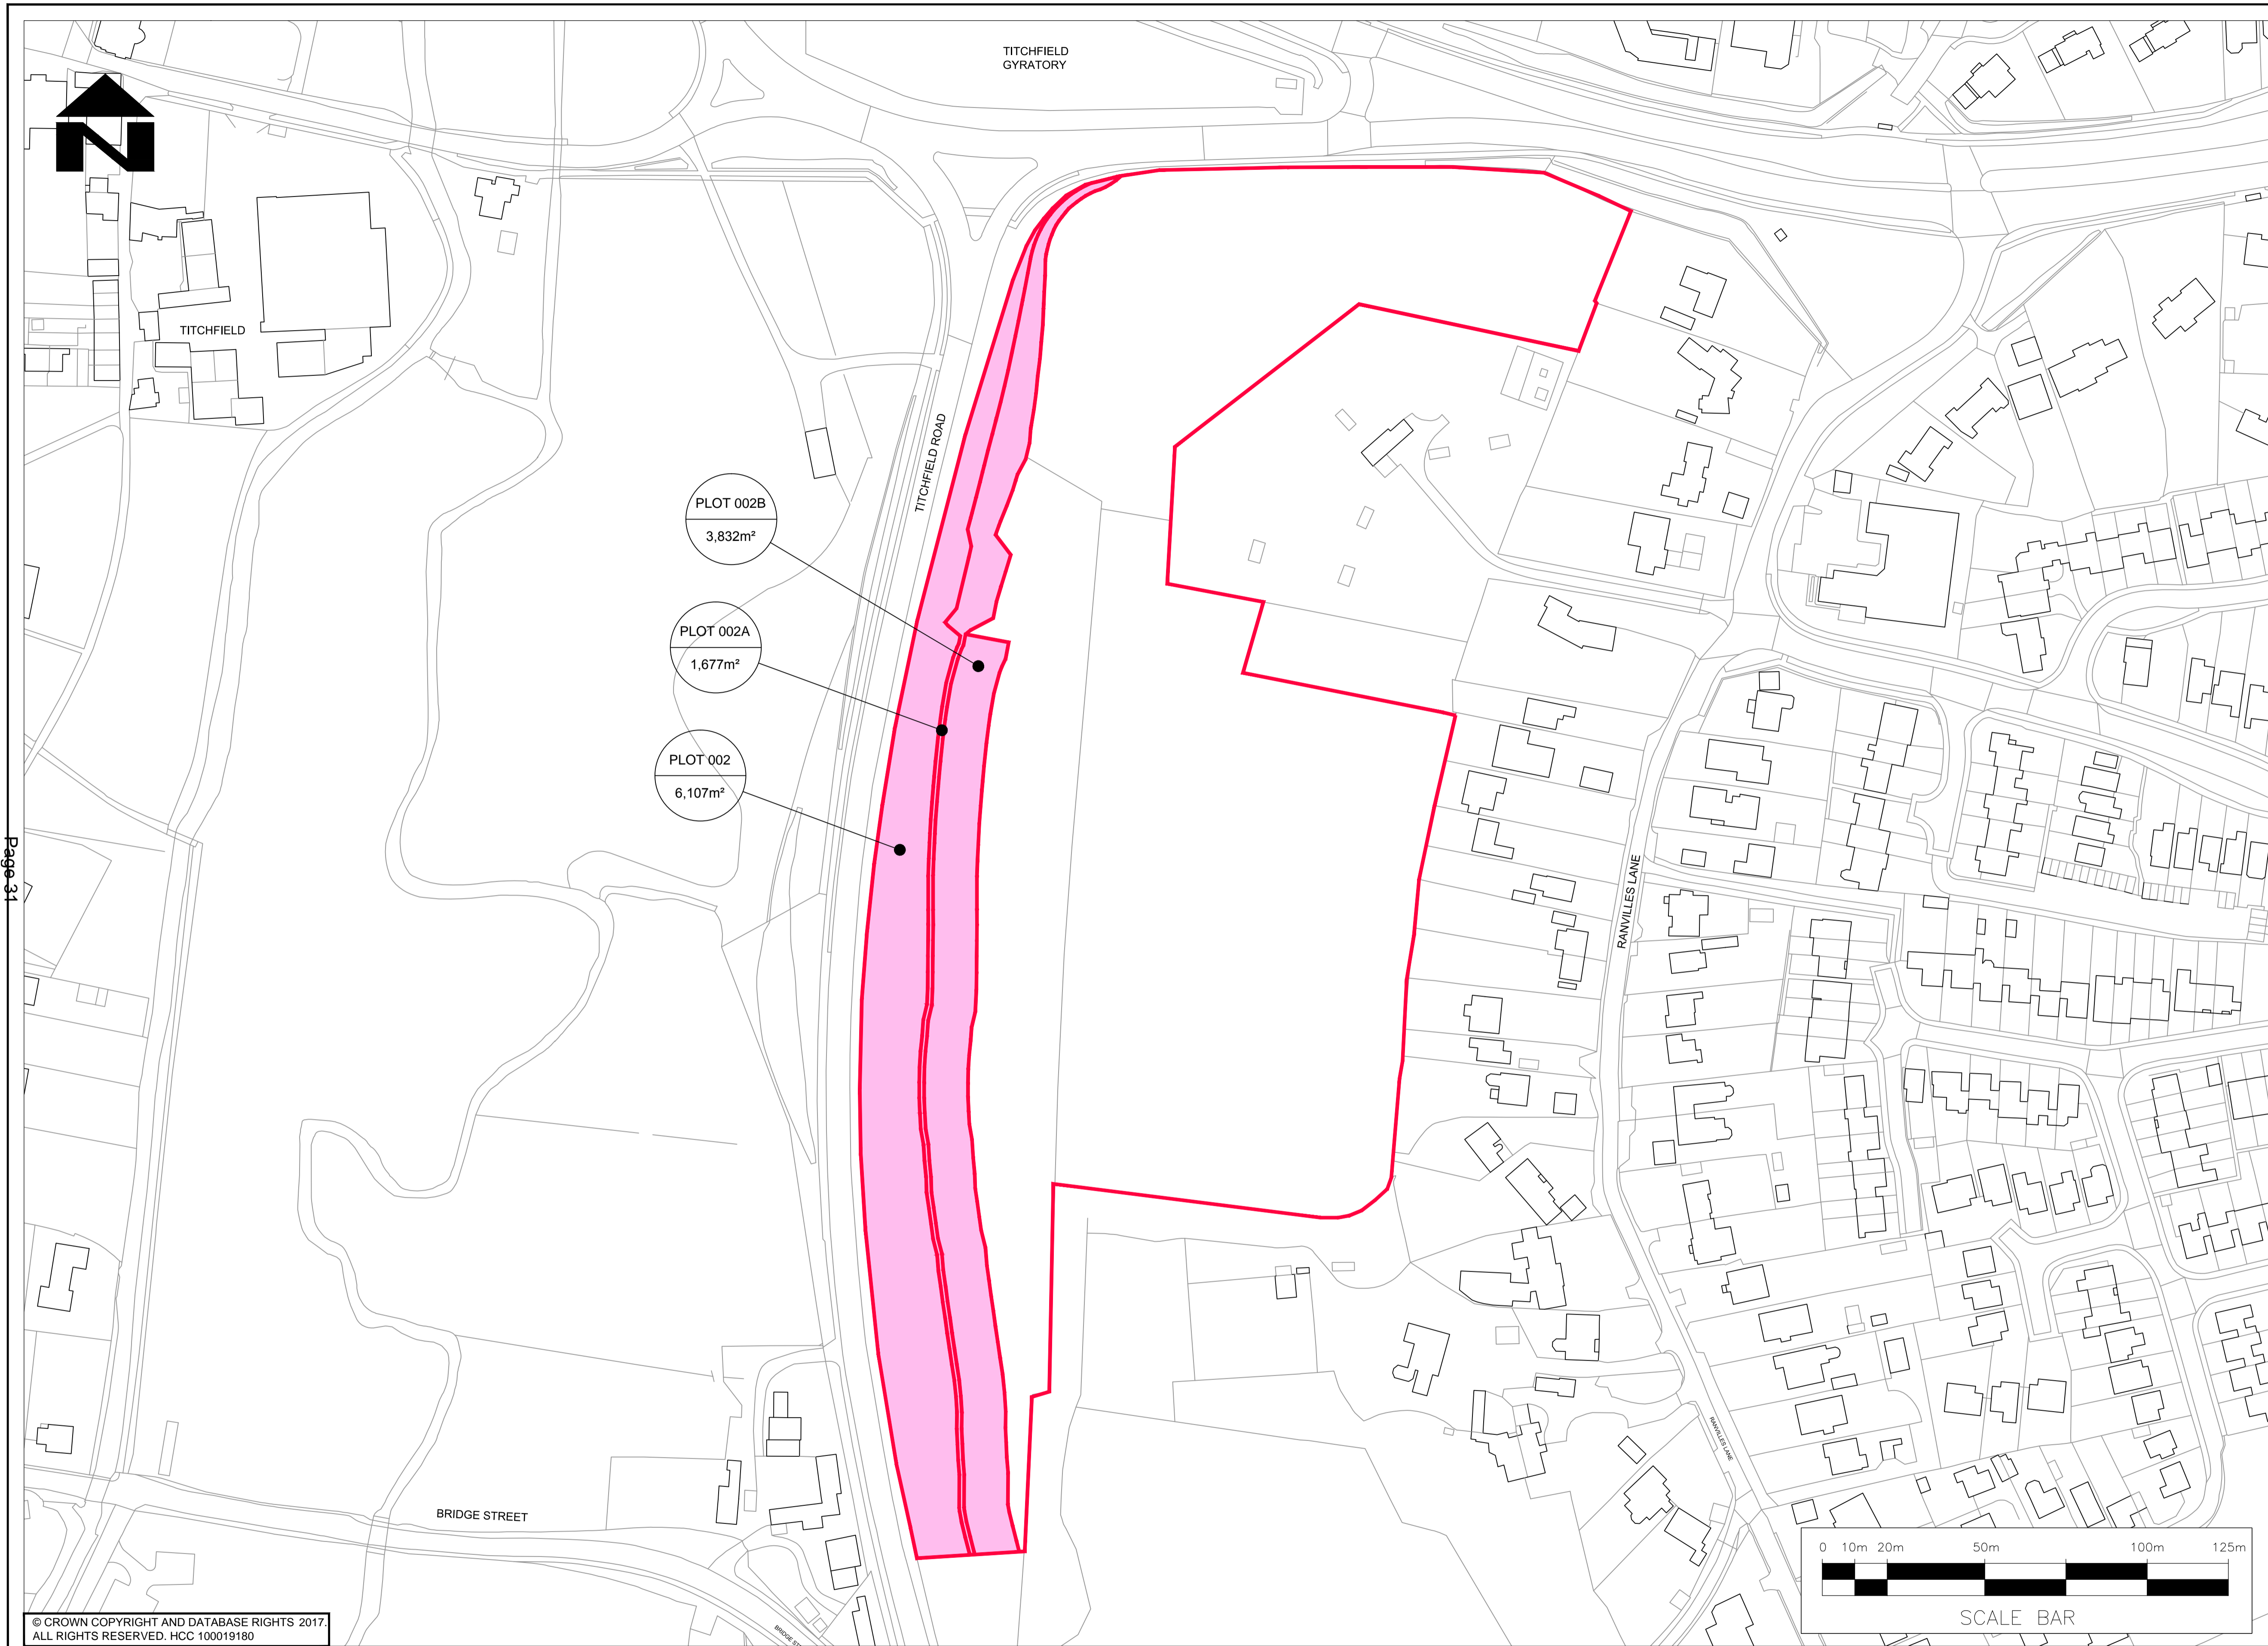 TITCHFIELD
GYRATORY
N
TITCHFIELD
TITCHFIELD ROAD
PLOT 002B
3,832m²
PLOT 002A
1,677m²
PLOT 002
6,107m²
Page 31
RANVILLES LANE
RANVILLES LANE
BRIDGE STREET
BRIDGE
0 10m 20m 50m 100m 125m
SCALE BAR
© CROWN COPYRIGHT AND DATABASE RIGHTS 2017.
ALL RIGHTS RESERVED. HCC 100019180